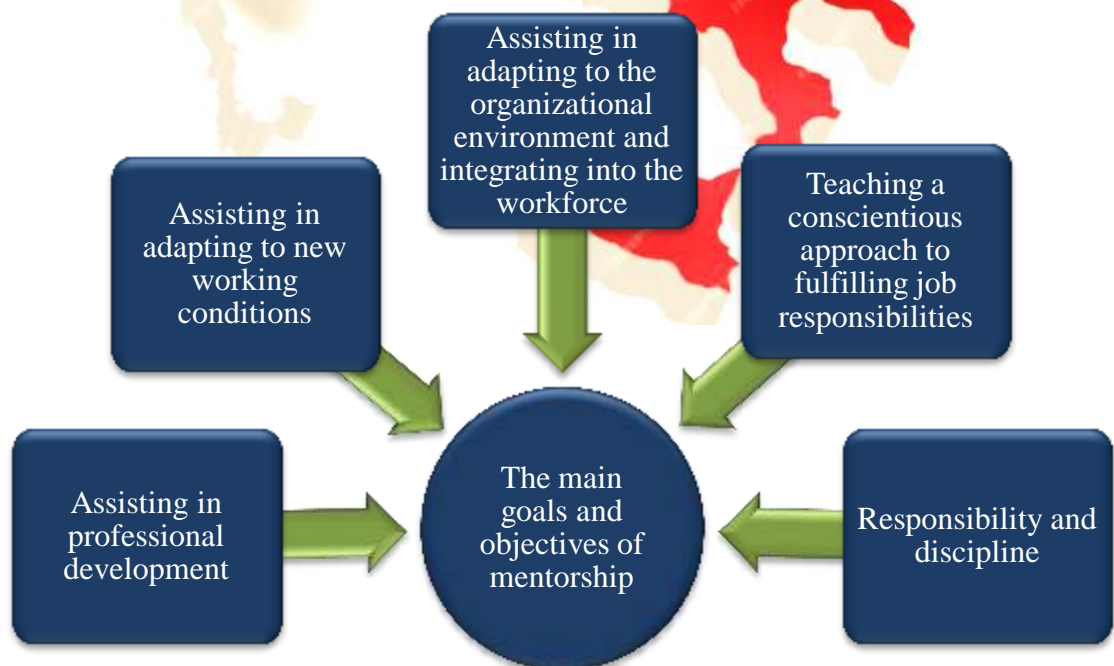 Assisting in
adapting to the
organizational
environment and
integrating into the
workforce
Assisting in
adapting to new
working
conditions
Teaching a
conscientious
approach to
fulfilling job
responsibilities
Assisting in
professional
development
The main
goals and
objectives of
mentorship
Responsibility and
discipline